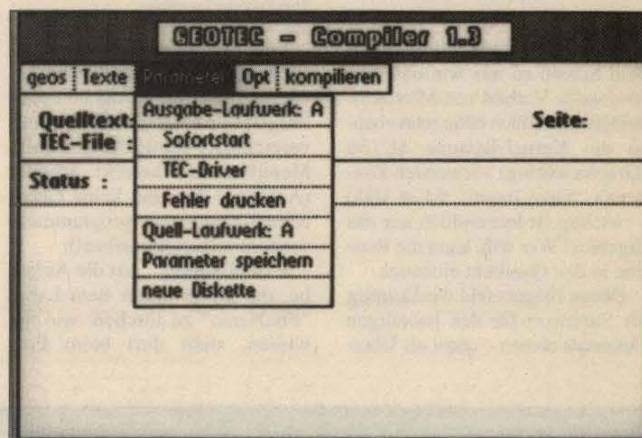 GEOTEC - Compiler 1.3
geos Texte Parameter Opt kompilieren
Quelltext: Seite:
TEC-File :
Status :
Ausgabe-Laufwerk: A
Sofortstart
TEC-Driver
Fehler drucken
Quell-Laufwerk: A
Parameter speichern
neue Diskette